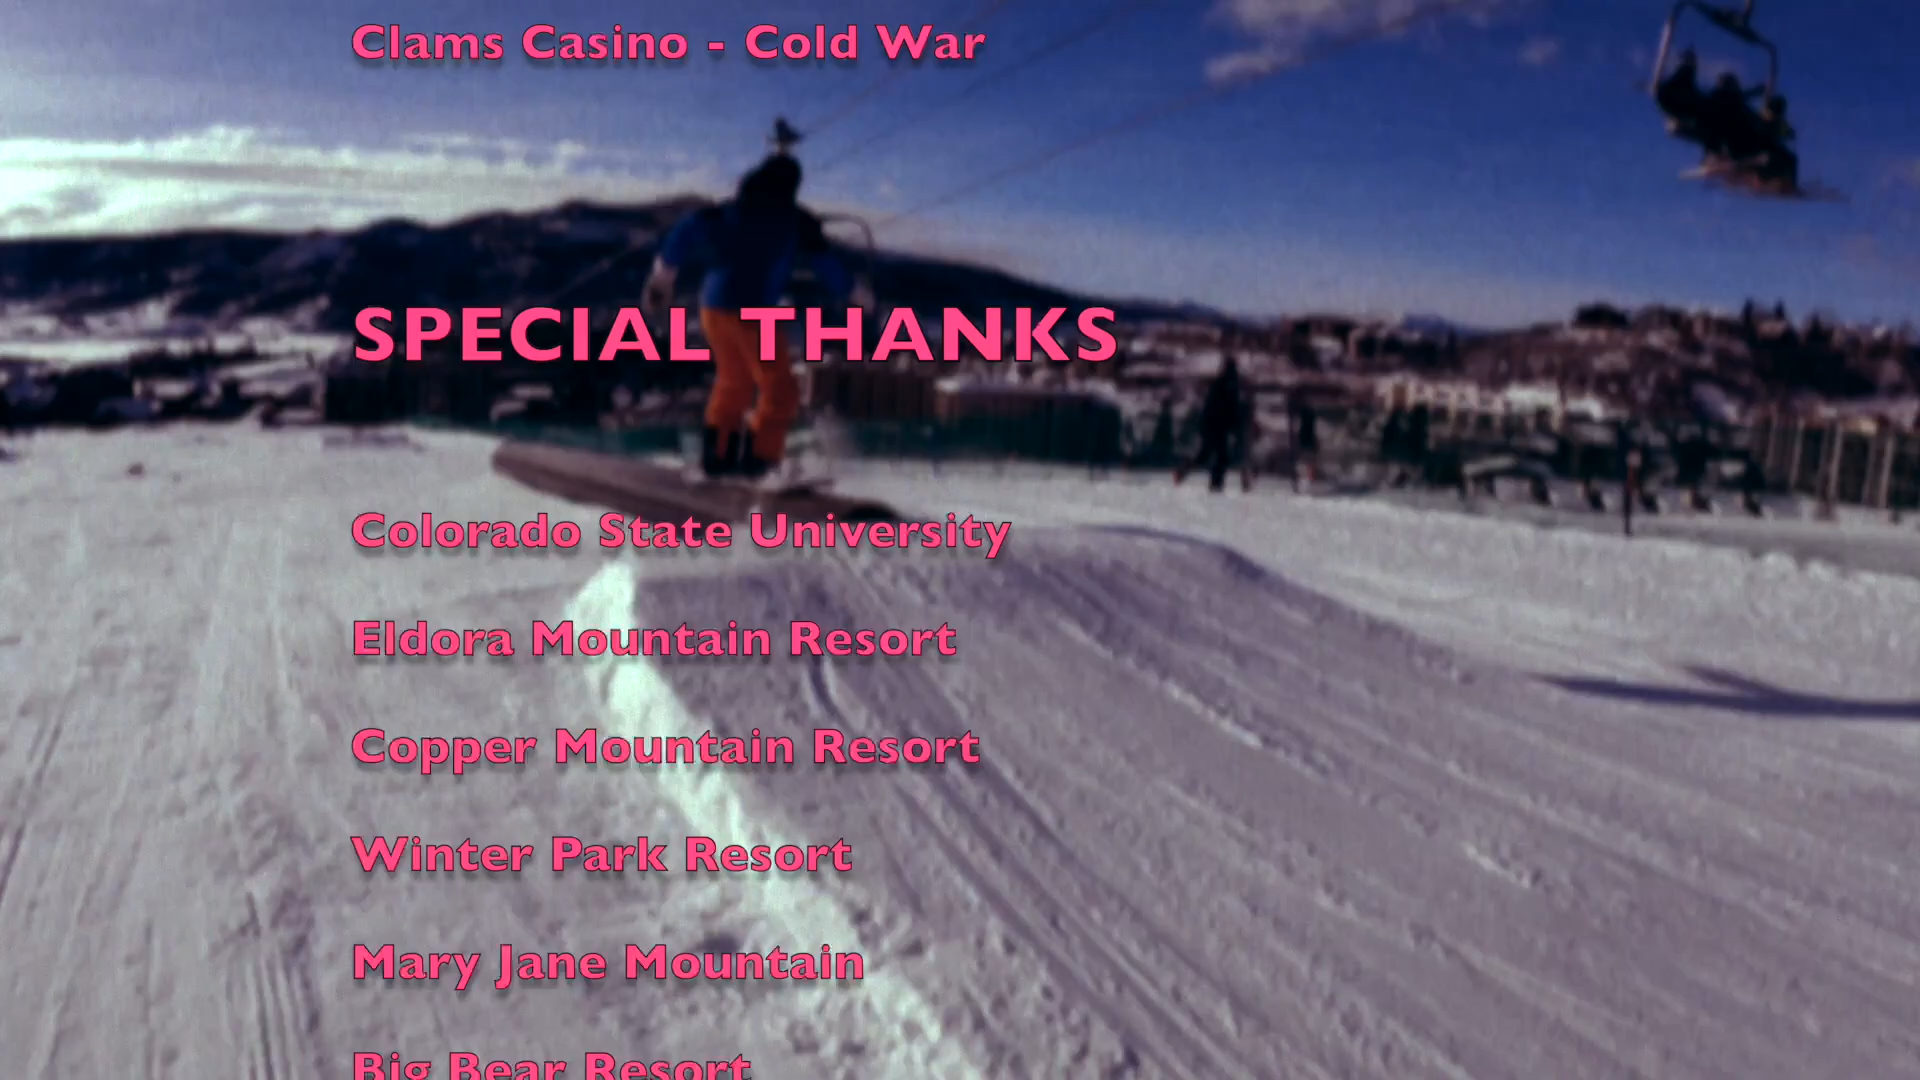 Clams Casino - Cold War
SPECIAL THANKS
Colorado State University
Eldora Mountain Resort
Copper Mountain Resort
Winter Park Resort
Mary Jane Mountain
Big Bear Resort